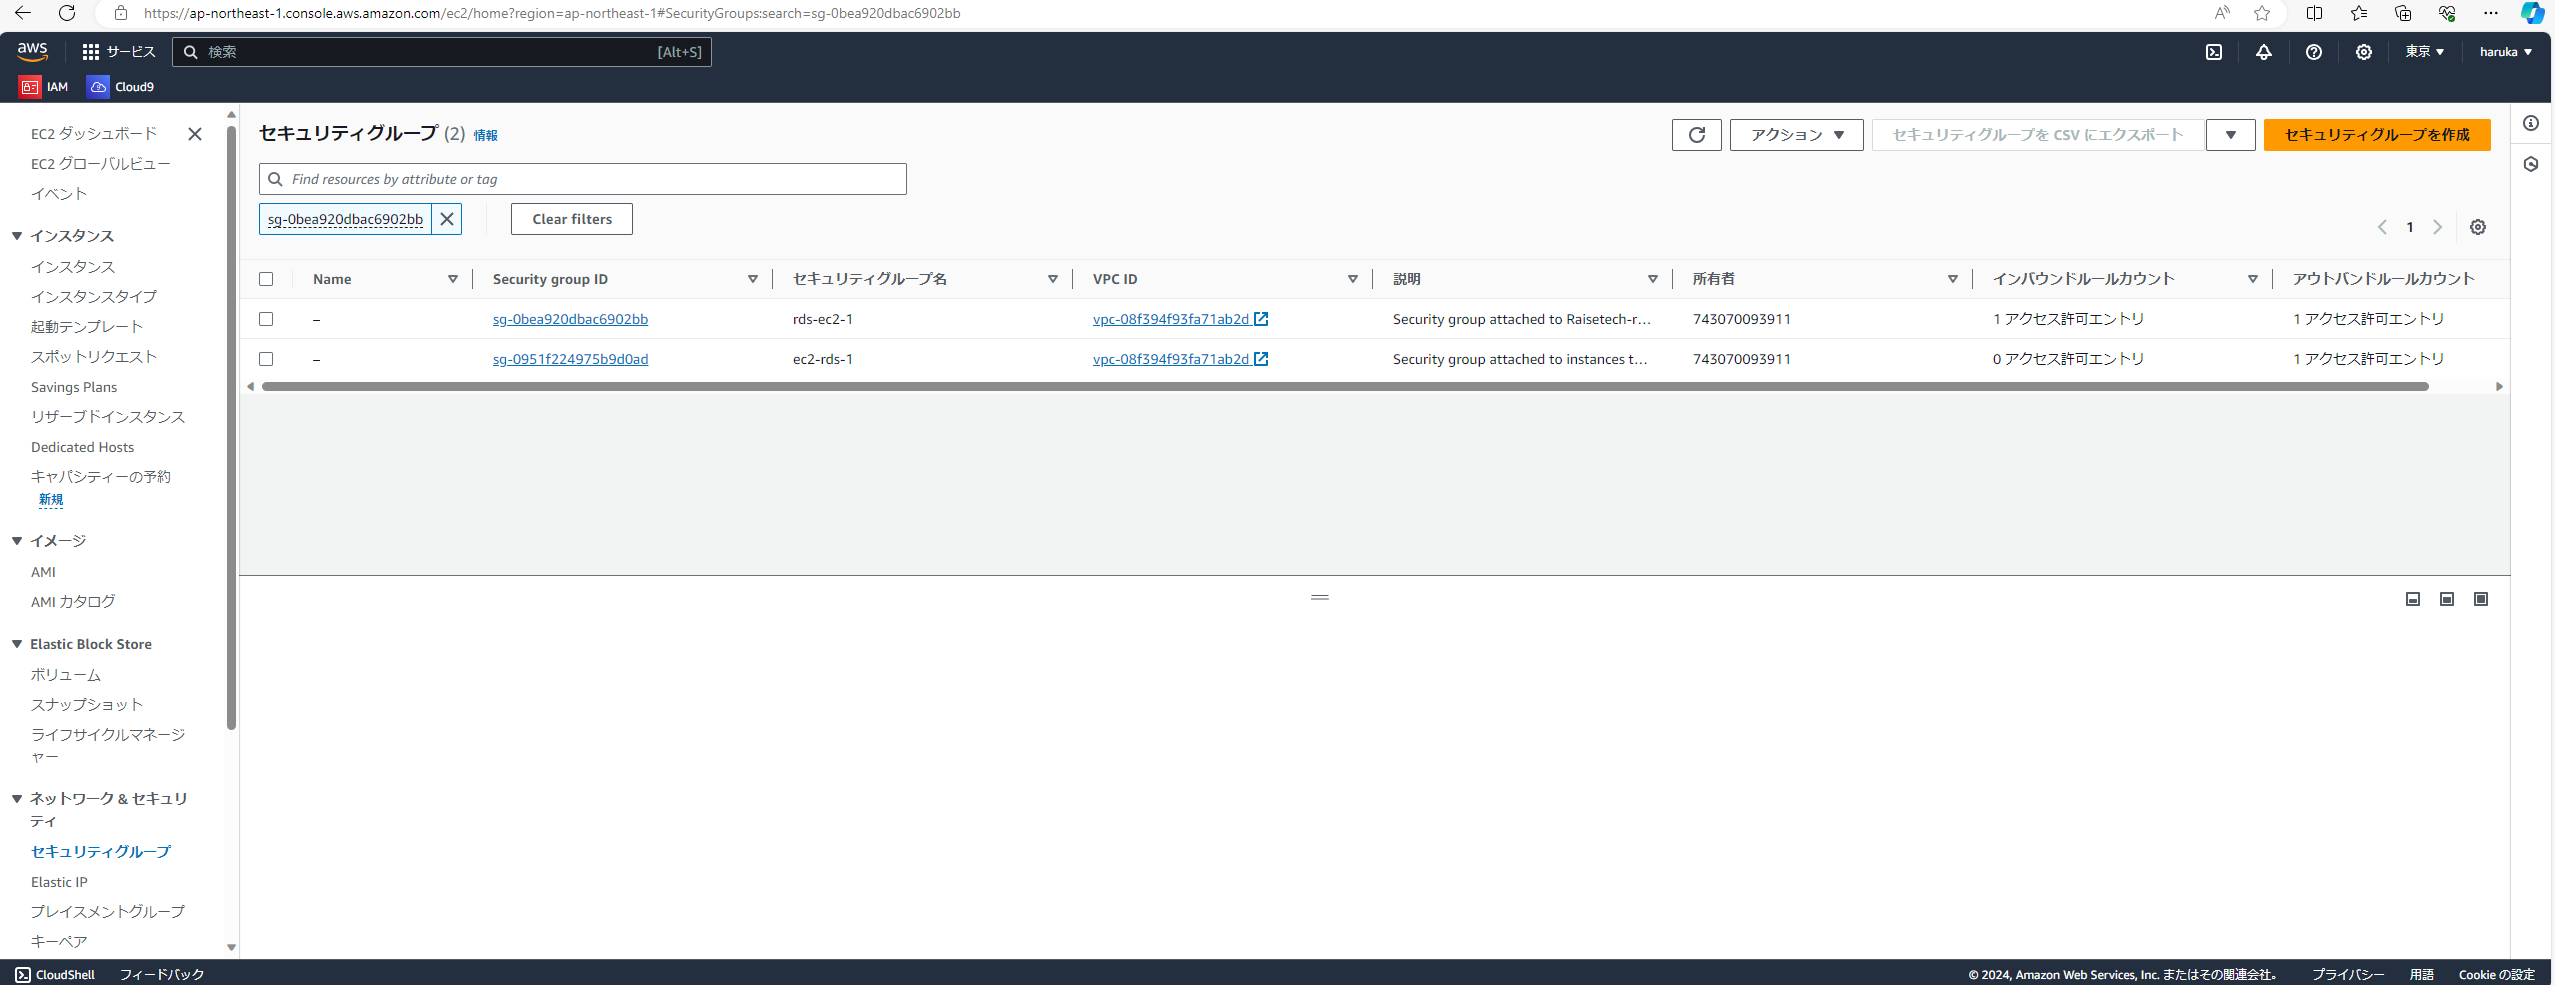 https://ap-northeast-1.console.aws.amazon.com/ec2/home?region=ap-northeast-1#SecurityGroups:search=sg-0bea920dbac6902bb
aws サービス 検索 [Alt+S] 東京 haruka
IAM Cloud9
EC2 ダッシュボード
EC2 グローバルビュー
イベント
インスタンス
インスタンス
インスタンスタイプ
起動テンプレート
スポットリクエスト
Savings Plans
リザーブドインスタンス
Dedicated Hosts
キャパシティーの予約
新規
イメージ
AMI
AMI カタログ
Elastic Block Store
ボリューム
スナップショット
ライフサイクルマネージ
ャー
ネットワーク & セキュリ
ティ
セキュリティグループ
Elastic IP
プレイスメントグループ
キーペア
セキュリティグループ (2) 情報
アクション セキュリティグループを CSV にエクスポート セキュリティグループを作成
Find resources by attribute or tag
sg-0bea920dbac6902bb Clear filters
1
Name Security group ID セキュリティグループ名 VPC ID 説明 所有者 インバウンドルールカウント アウトバンドルールカウント
– sg-0bea920dbac6902bb rds-ec2-1 vpc-08f394f93fa71ab2d Security group attached to Raisetech-r... 743070093911 1 アクセス許可エントリ 1 アクセス許可エントリ
– sg-0951f224975b9d0ad ec2-rds-1 vpc-08f394f93fa71ab2d Security group attached to instances t... 743070093911 0 アクセス許可エントリ 1 アクセス許可エントリ
CloudShell フィードバック © 2024, Amazon Web Services, Inc. またはその関連会社。 プライバシー 用語 Cookie の設定